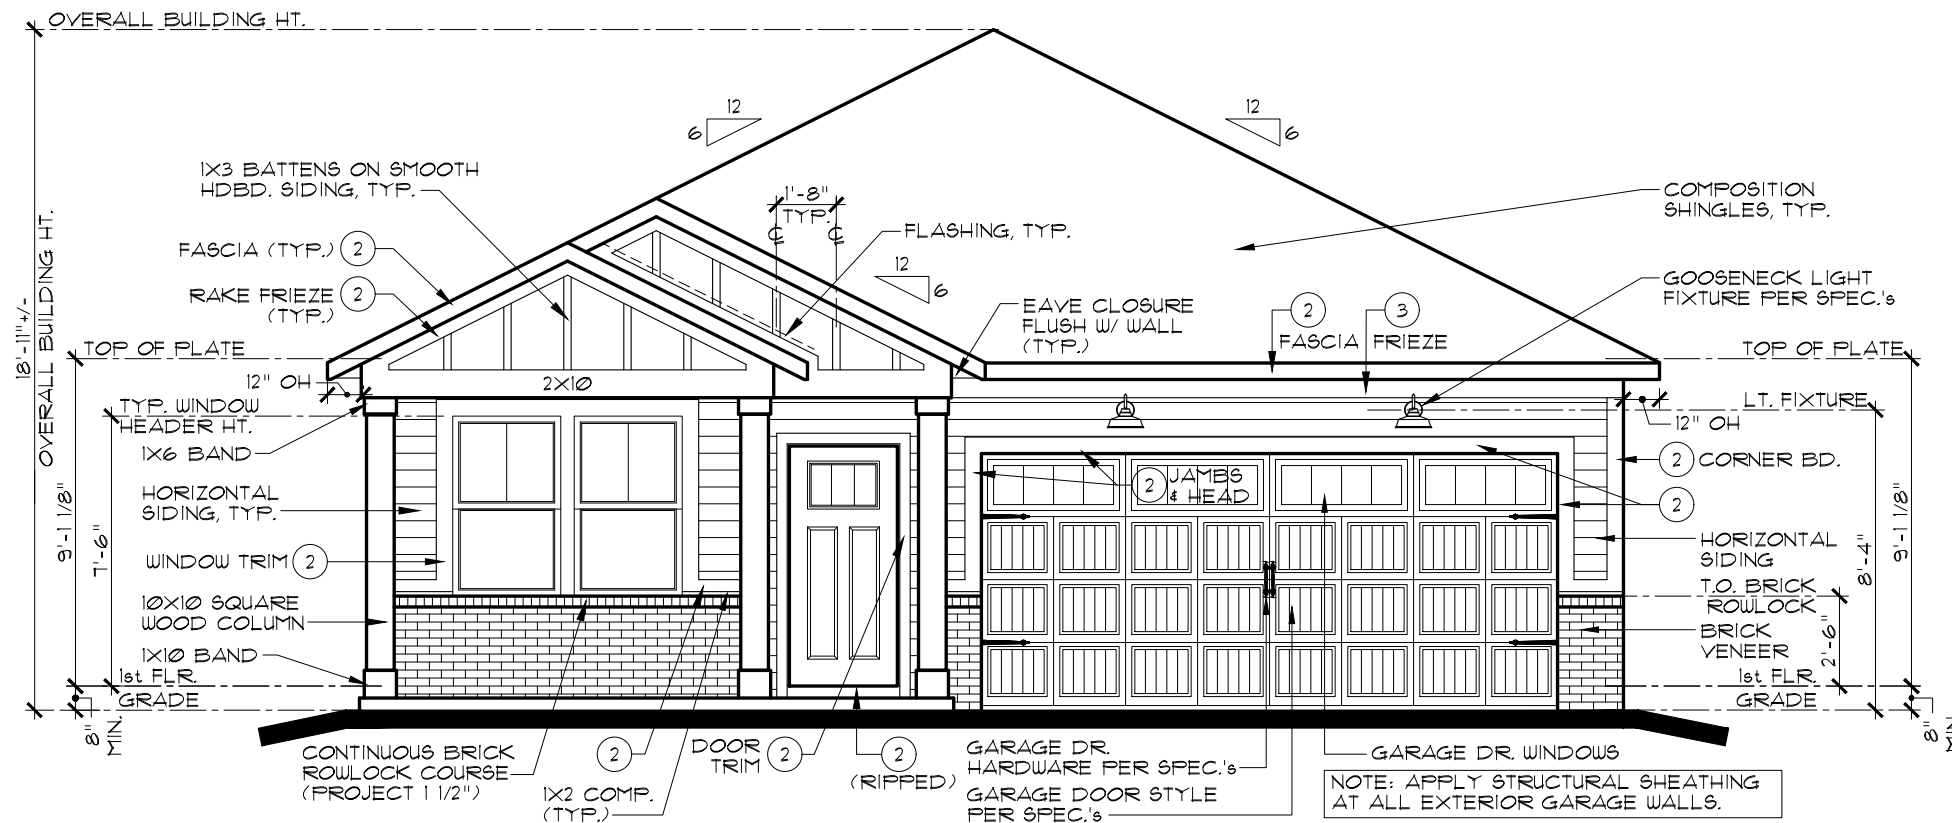 OVERALL BUILDING HT.
12
6
12
6
1X3 BATTENS ON SMOOTH
HDBD. SIDING, TYP.
1'-8"
TYP.
℄
℄
COMPOSITION
SHINGLES, TYP.
FLASHING, TYP.
FASCIA (TYP.) 2
12
6
RAKE FRIEZE 2
(TYP.)
GOOSENECK LIGHT
FIXTURE PER SPEC.'s
EAVE CLOSURE
FLUSH W/ WALL
(TYP.)
2
FASCIA
3
FRIEZE
18'-11"+/-
OVERALL BUILDING HT.
TOP OF PLATE
TOP OF PLATE
12" OH
2X10
TYP. WINDOW
HEADER HT.
LT. FIXTURE
12" OH
1X6 BAND
2 CORNER BD.
HORIZONTAL
SIDING, TYP.
2 JAMBS
& HEAD
2
9'-1 1/8"
7'-6"
HORIZONTAL
SIDING
8'-4"
9'-1 1/8"
WINDOW TRIM 2
T.O. BRICK
ROWLOCK
10X10 SQUARE
WOOD COLUMN
BRICK
VENEER
2'-6"
1X10 BAND
1st FLR.
GRADE
1st FLR.
GRADE
8"
MIN.
8"
MIN.
CONTINUOUS BRICK
ROWLOCK COURSE
(PROJECT 1 1/2")
2
1X2 COMP.
(TYP.)
DOOR
TRIM 2
2
(RIPPED)
GARAGE DR.
HARDWARE PER SPEC.'s
GARAGE DOOR STYLE
PER SPEC.'s
GARAGE DR. WINDOWS
NOTE: APPLY STRUCTURAL SHEATHING
AT ALL EXTERIOR GARAGE WALLS.